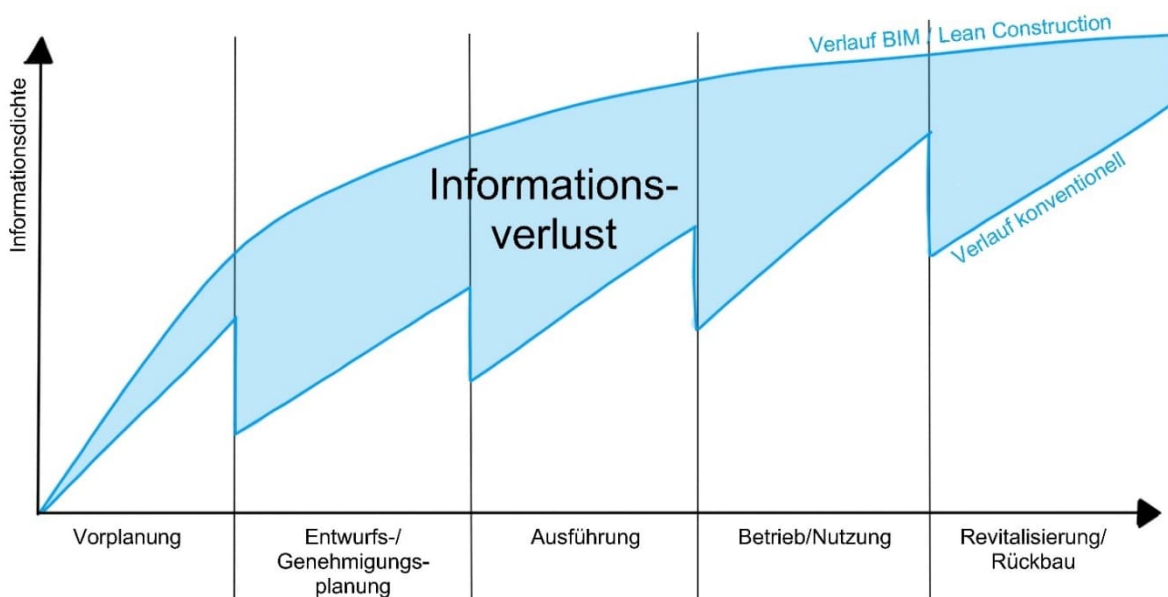 Verlauf BIM / Lean Construction
Informationsdichte
Informations-
verlust
Verlauf konventionell
Vorplanung
Entwurfs-/
Genehmigungs-
planung
Ausführung
Betrieb/Nutzung
Revitalisierung/
Rückbau